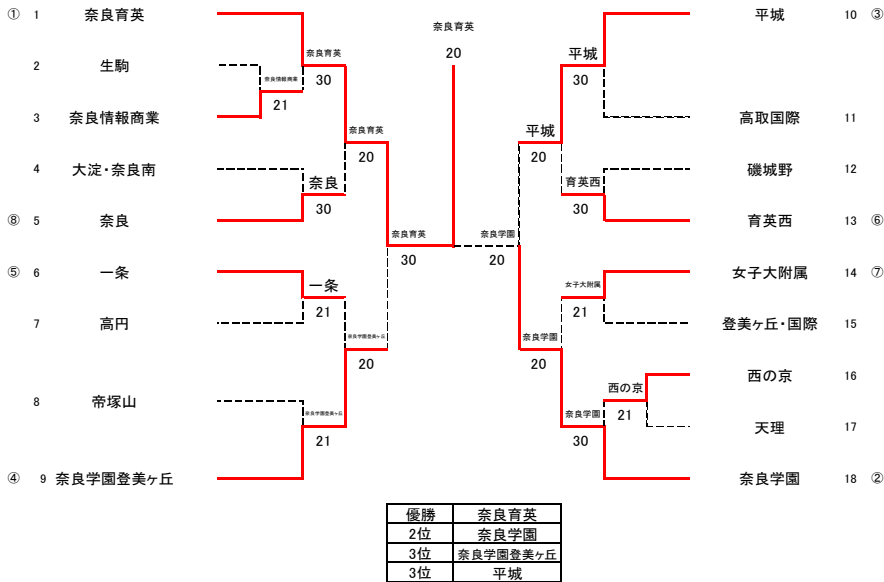 ① 1 奈良育英
2 生駒
3 奈良情報商業
4 大淀・奈良南
⑧ 5 奈良
⑤ 6 一条
7 高円
8 帝塚山
④ 9 奈良学園登美ヶ丘
奈良育英
30
奈良情報商業
21
奈良
30
一条
21
奈良学園登美ヶ丘
21
奈良育英
20
奈良学園登美ヶ丘
20
奈良育英
30
奈良育英
20
奈良学園
20
平城
20
奈良学園
20
平城
30
育英西
30
女子大附属
21
西の京
21
奈良学園
30
平城 10 ③
高取国際 11
磯城野 12
育英西 13 ⑥
女子大附属 14 ⑦
登美ヶ丘・国際 15
西の京 16
天理 17
奈良学園 18 ②
優勝 奈良育英
2位 奈良学園
3位 奈良学園登美ヶ丘
3位 平城